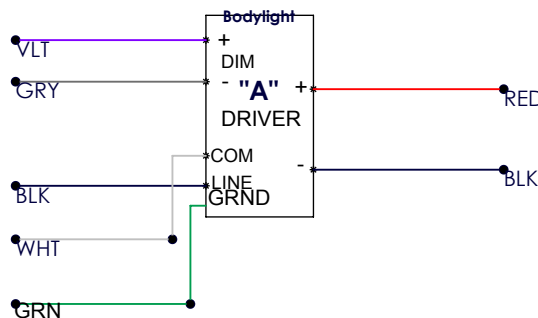 Bodylight
VLT
+
DIM
GRY
-
"A"
+
RED
DRIVER
COM
-
BLK
LINE
BLK
GRND
WHT
GRN